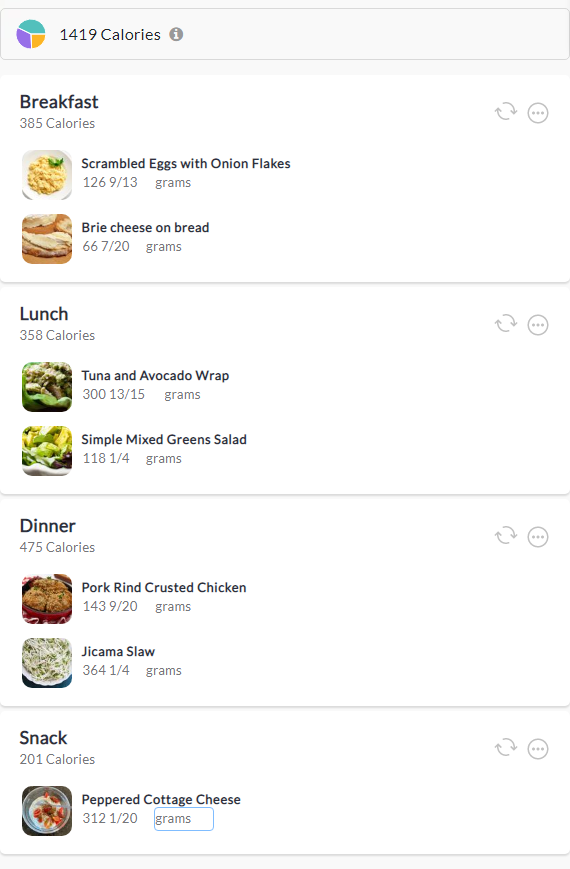 1419 Calories
Breakfast
385 Calories
Scrambled Eggs with Onion Flakes
126 9/13 grams
Brie cheese on bread
66 7/20 grams
Lunch
358 Calories
Tuna and Avocado Wrap
300 13/15 grams
Simple Mixed Greens Salad
118 1/4 grams
Dinner
475 Calories
Pork Rind Crusted Chicken
143 9/20 grams
Jicama Slaw
364 1/4 grams
Snack
201 Calories
Peppered Cottage Cheese
312 1/20 grams